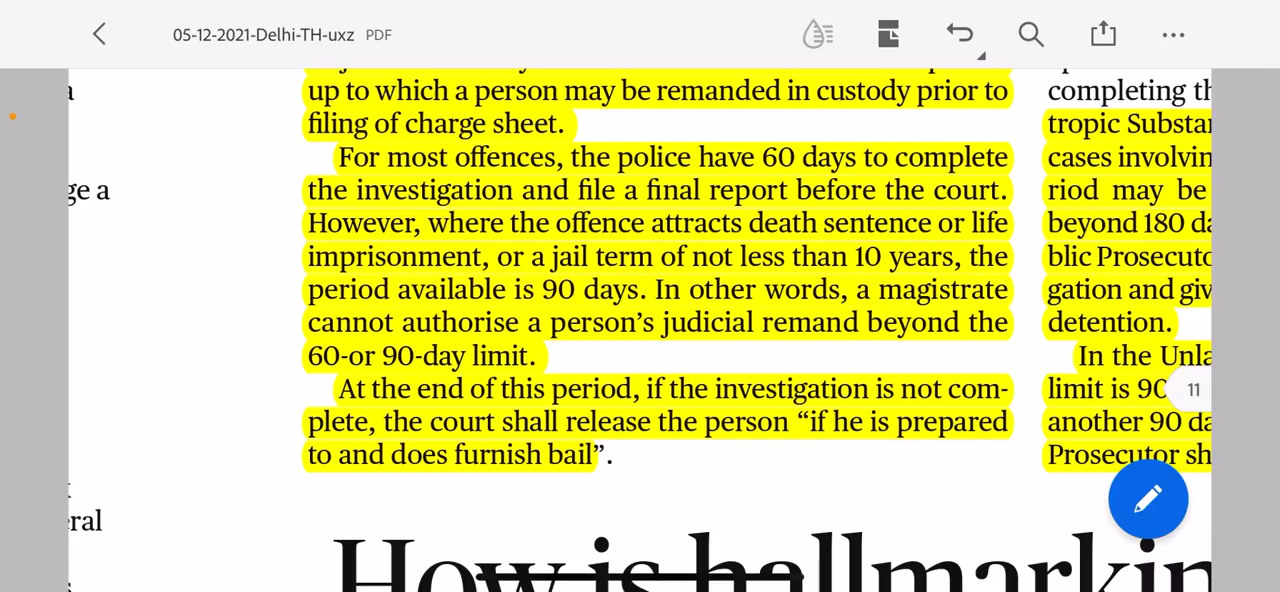 05-12-2021-Delhi-TH-uxz PDF
up to which a person may be remanded in custody prior to
filing of charge sheet.
For most offences, the police have 60 days to complete
the investigation and file a final report before the court.
However, where the offence attracts death sentence or life
imprisonment, or a jail term of not less than 10 years, the
period available is 90 days. In other words, a magistrate
cannot authorise a person’s judicial remand beyond the
60-or 90-day limit.
At the end of this period, if the investigation is not com-
plete, the court shall release the person “if he is prepared
to and does furnish bail”.
a
ge a
eral
completing th
tropic Substan
cases involvin
riod may be
beyond 180 da
blic Prosecuto
gation and giv
detention.
In the Unla
limit is 90
another 90 da
Prosecutor sh
11
How is hallmarkin